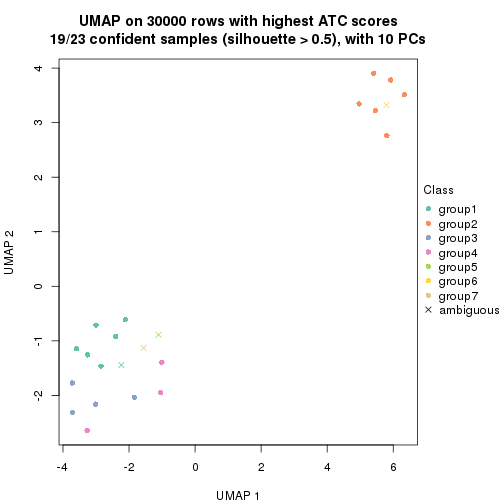 UMAP on 30000 rows with highest ATC scores
19/23 confident samples (silhouette > 0.5), with 10 PCs
4
3
2
1
0
-1
-2
UMAP 2
-4
-2
0
2
4
6
UMAP 1
Class
group1
group2
group3
group4
group5
group6
group7
ambiguous